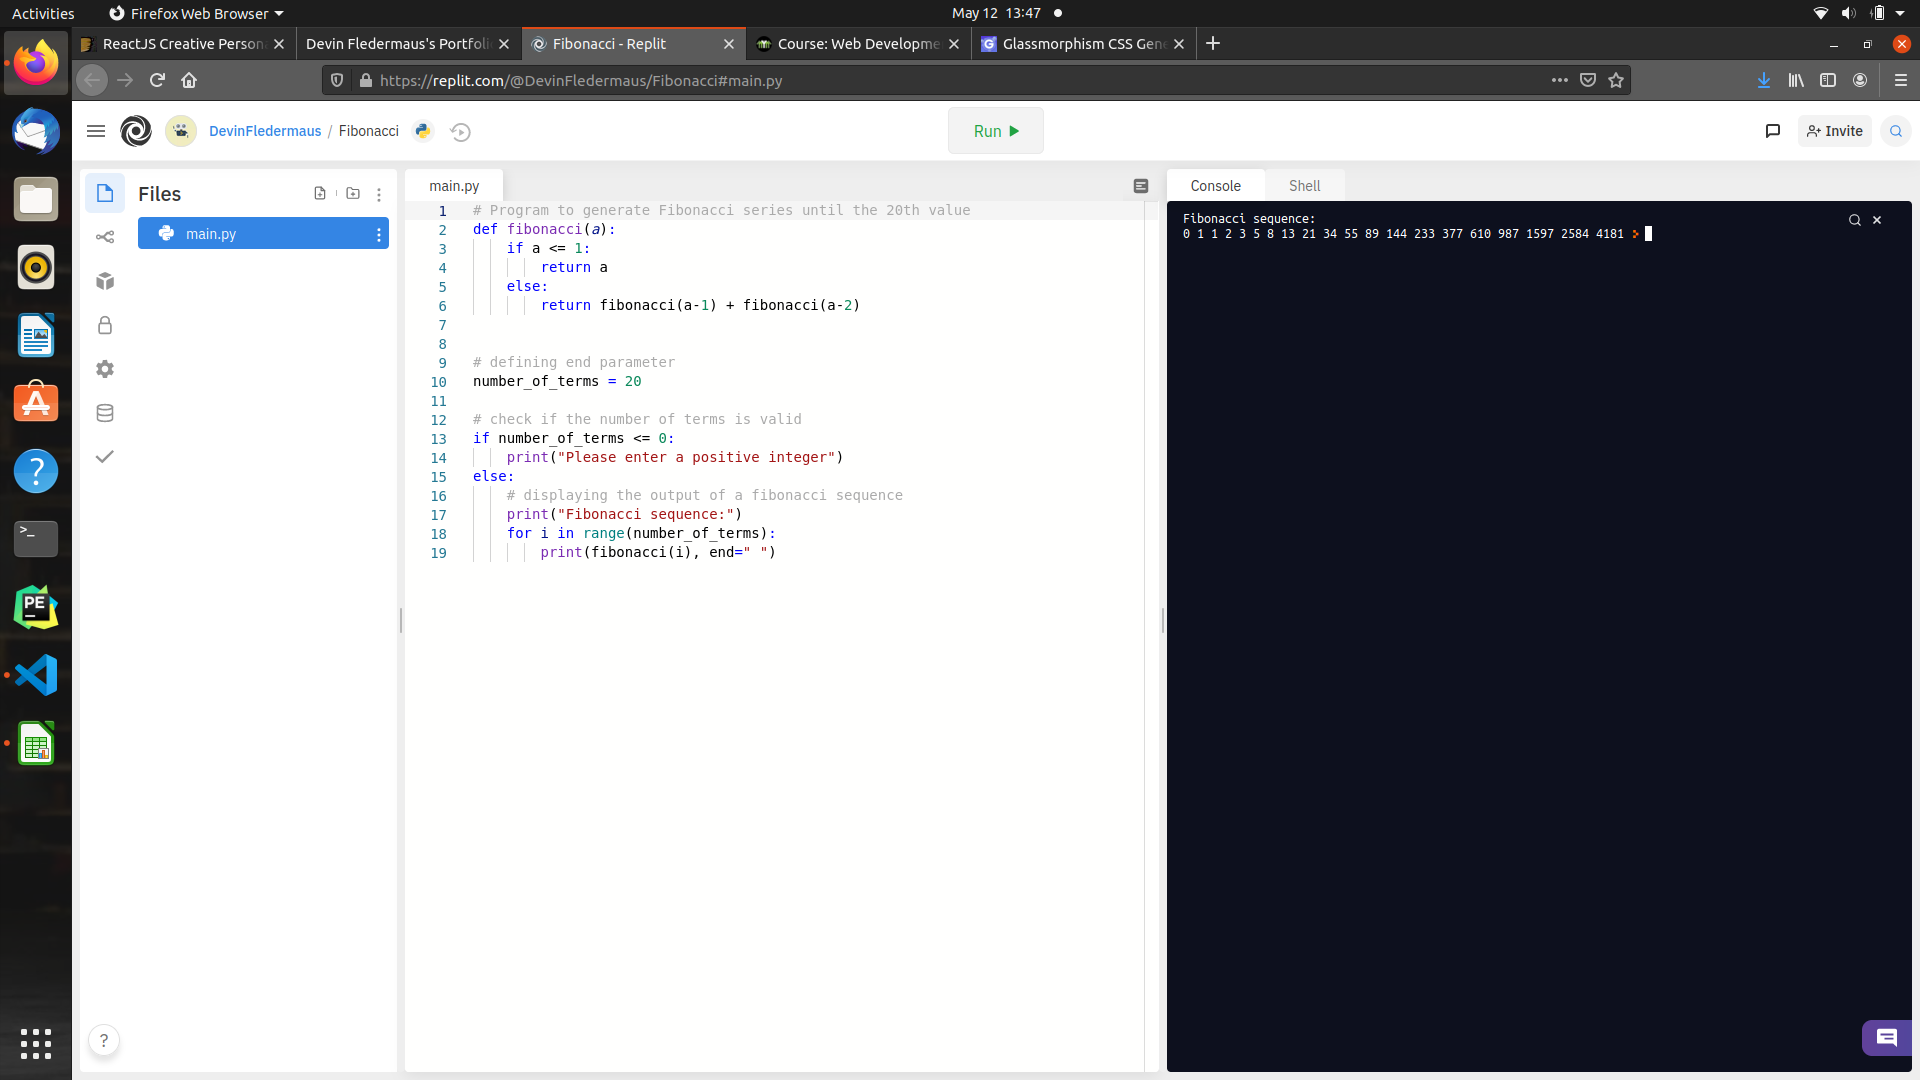 Activities
Firefox Web Browser
May 12 13:47
ReactJS Creative Person
Devin Fledermaus's Portfoli
Fibonacci - Replit
Course: Web Developme
Glassmorphism CSS Gene
https://replit.com/@DevinFledermaus/Fibonacci#main.py
DevinFledermaus / Fibonacci
Run
Invite
Files
main.py
main.py
1 # Program to generate Fibonacci series until the 20th value
2 def fibonacci(a):
3     if a <= 1:
4         return a
5     else:
6         return fibonacci(a-1) + fibonacci(a-2)
7
8
9 # defining end parameter
10 number_of_terms = 20
11
12 # check if the number of terms is valid
13 if number_of_terms <= 0:
14     print("Please enter a positive integer")
15 else:
16     # displaying the output of a fibonacci sequence
17     print("Fibonacci sequence:")
18     for i in range(number_of_terms):
19         print(fibonacci(i), end=" ")
Console
Shell
Fibonacci sequence:
0 1 1 2 3 5 8 13 21 34 55 89 144 233 377 610 987 1597 2584 4181
>_
PE
?
?